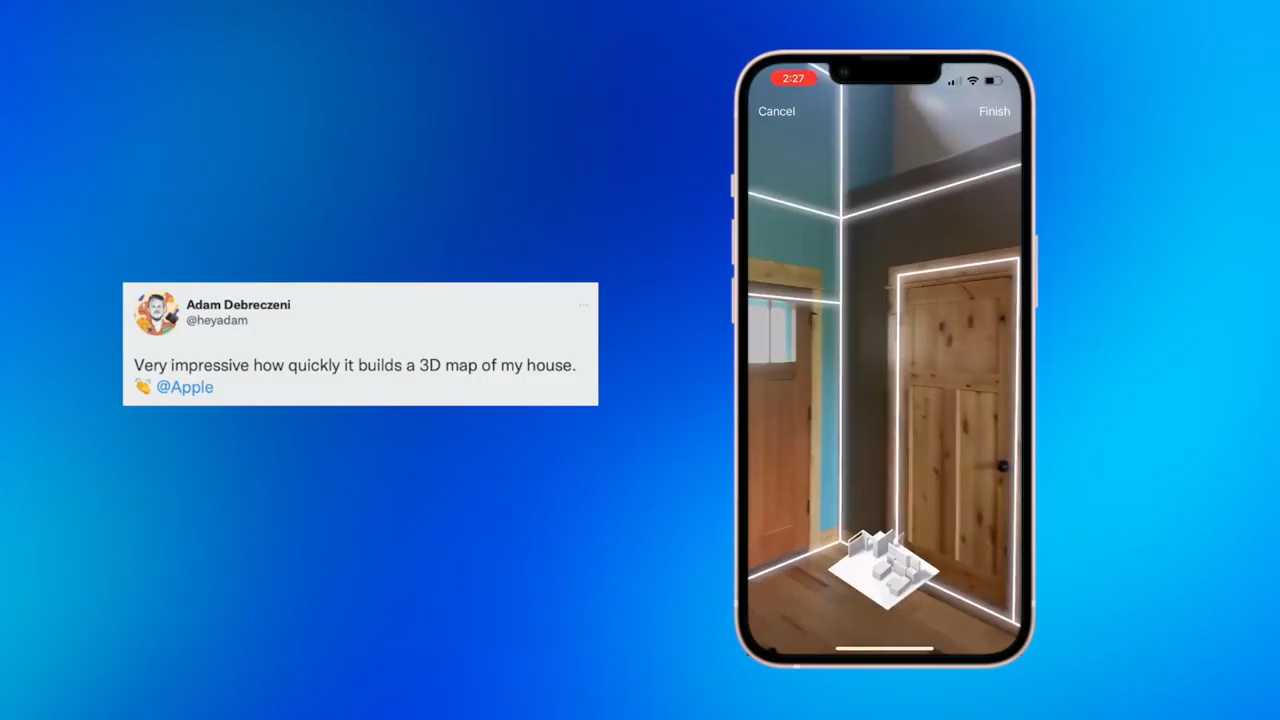 Adam Debreczeni
@heyadam
Very impressive how quickly it builds a 3D map of my house.
👏 @Apple
2:27
Cancel
Finish